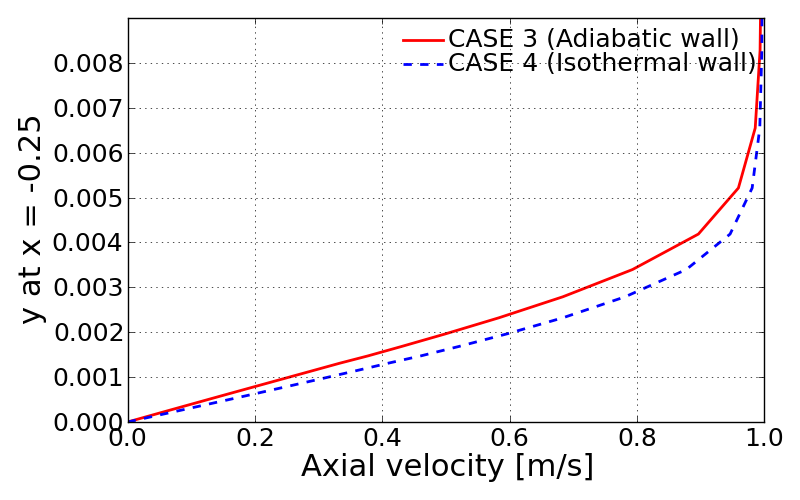 CASE 3 (Adiabatic wall)
CASE 4 (Isothermal wall)
0.008
0.007
0.006
0.005
0.004
0.003
0.002
0.001
0.000
y at x = -0.25
0.0 0.2 0.4 0.6 0.8 1.0
Axial velocity [m/s]